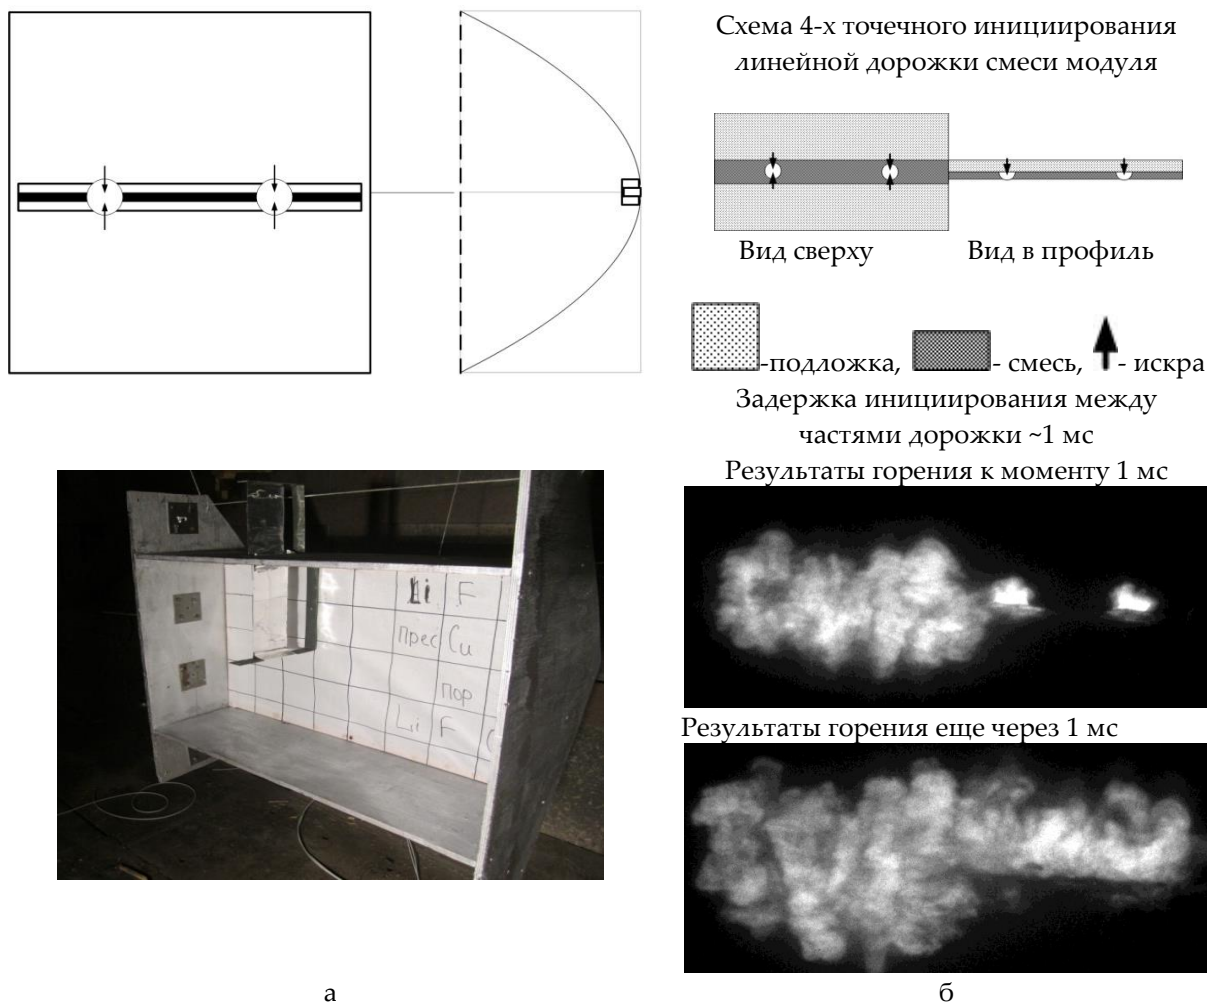 Схема 4-х точечного инициирования
линейной дорожки смеси модуля
Вид сверху
Вид в профиль
-подложка, - смесь, - искра
Задержка инициирования между
частями дорожки ~1 мс
Результаты горения к моменту 1 мс
Li F
прес Cu
пор
Li F
Результаты горения еще через 1 мс
а
б